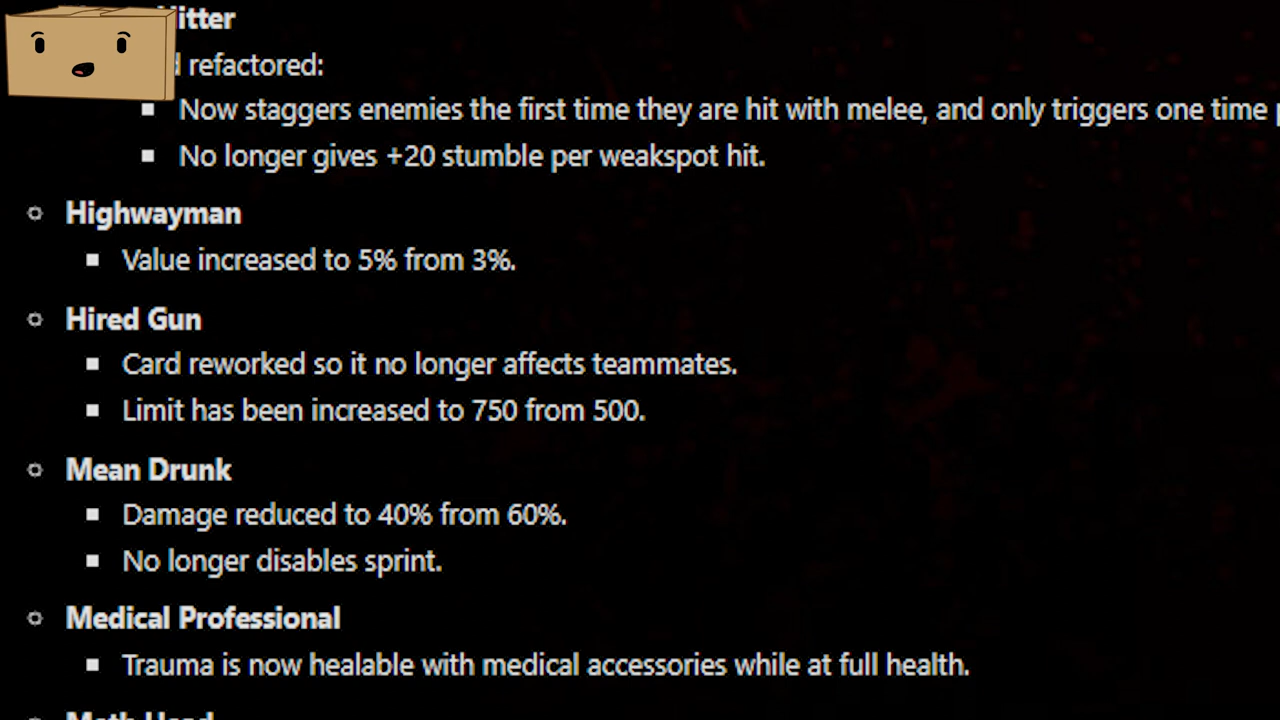 Hitter
refactored:
Now staggers enemies the first time they are hit with melee, and only triggers one time
No longer gives +20 stumble per weakspot hit.
Highwayman
Value increased to 5% from 3%.
Hired Gun
Card reworked so it no longer affects teammates.
Limit has been increased to 750 from 500.
Mean Drunk
Damage reduced to 40% from 60%.
No longer disables sprint.
Medical Professional
Trauma is now healable with medical accessories while at full health.
Meth Head